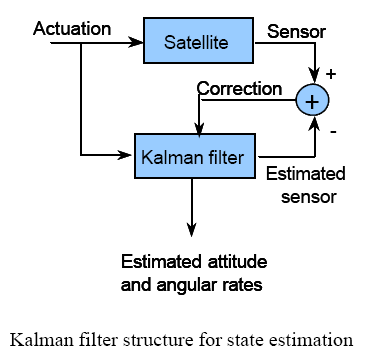 Actuation
Satellite
Sensor
+
Correction
+
-
Kalman filter
Estimated
sensor
Estimated attitude
and angular rates
Kalman filter structure for state estimation